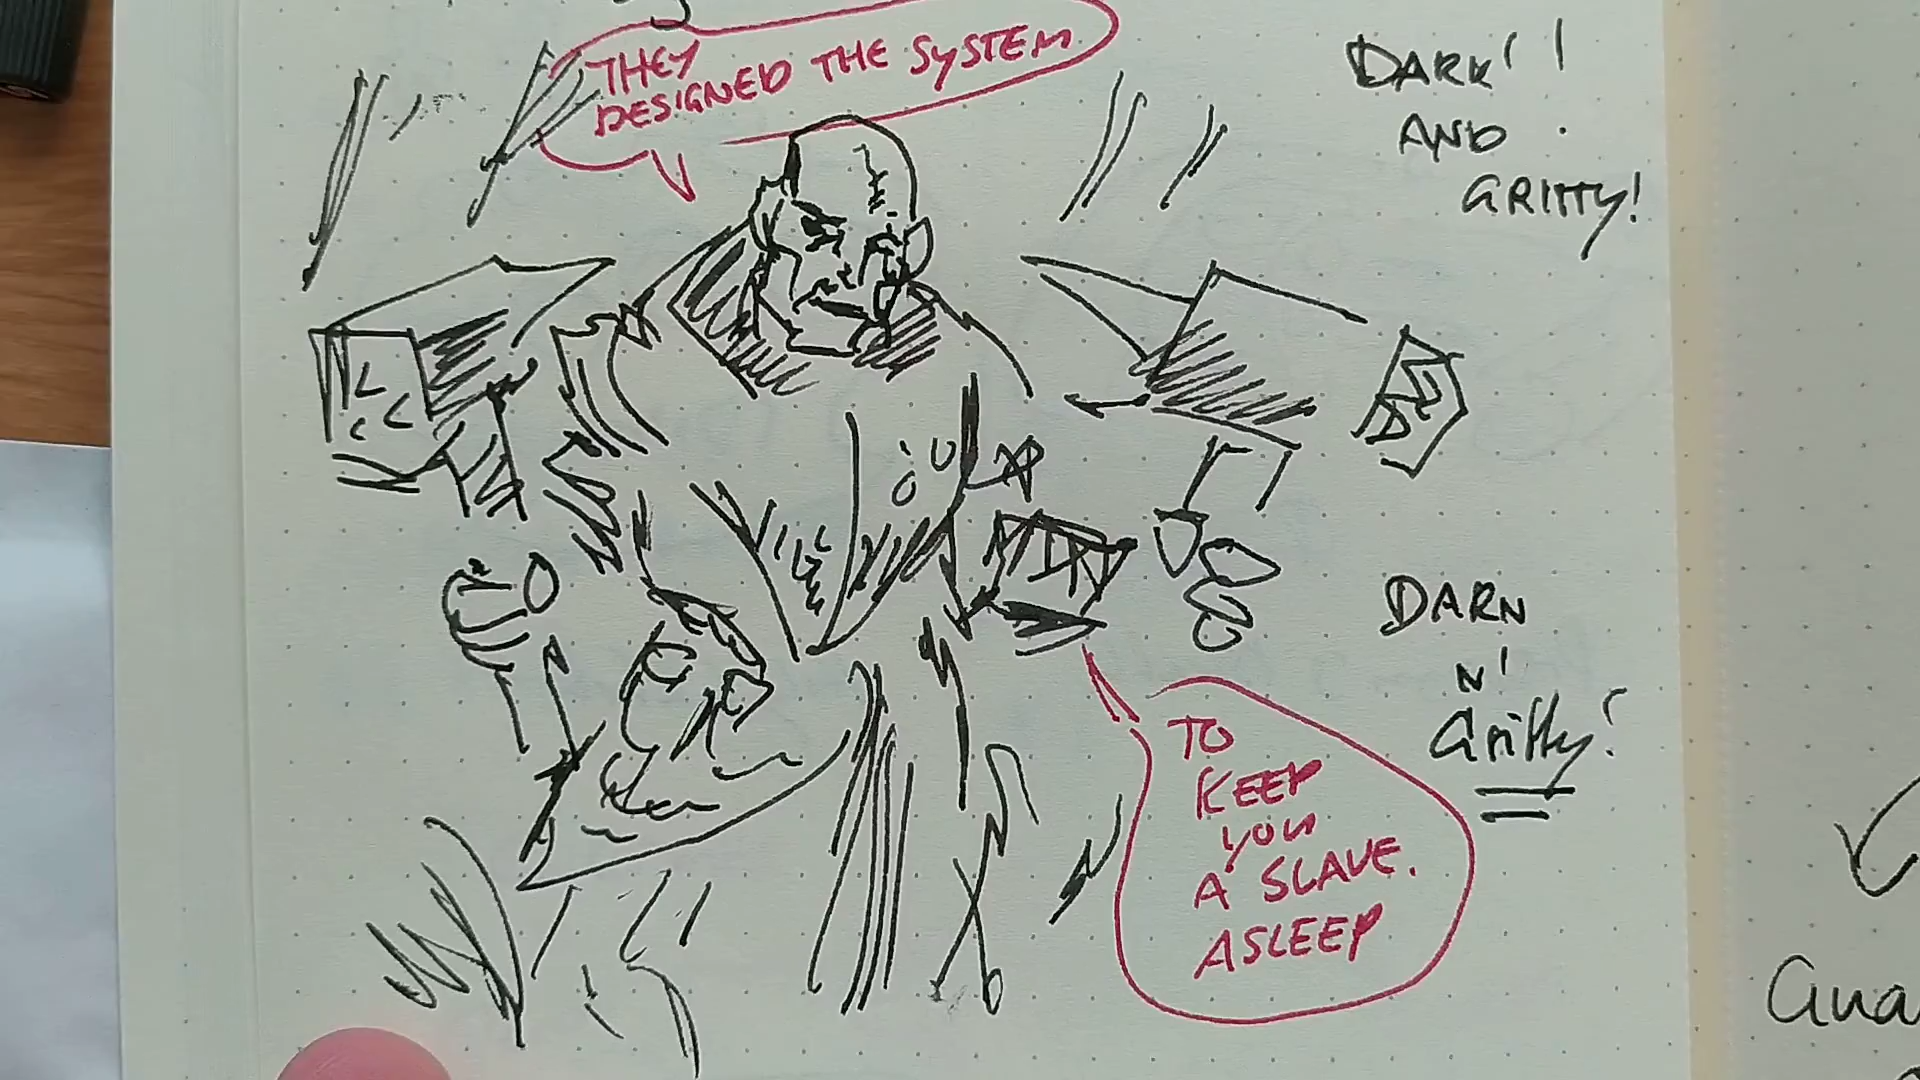 THEY
DESIGNED THE SYSTEM
DARK!!
AND
GRITTY!
DARN
N'
Gritty!
TO
KEEP
YOU
A SLAVE.
ASLEEP